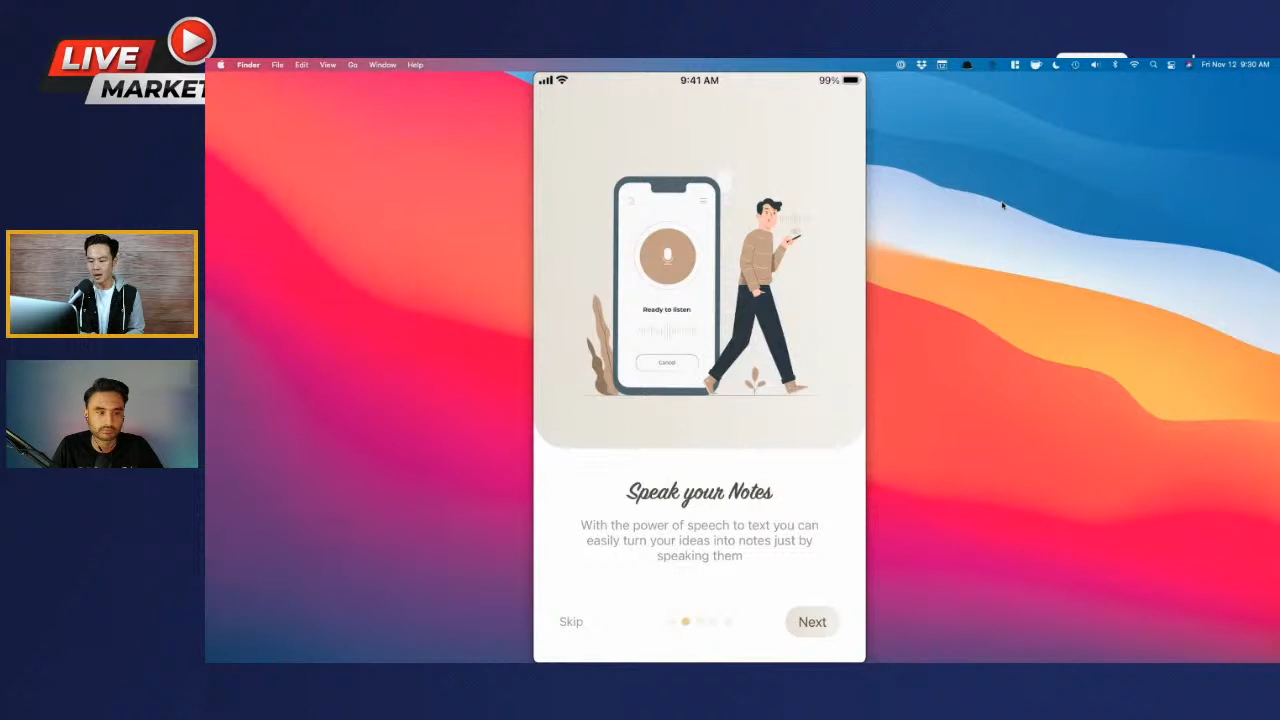 LIVE
MARKET
Finder File Edit View Go Window Help
12
Fri Nov 12 9:30 AM
9:41 AM
99%
Ready to listen
Cancel
Speak your Notes
With the power of speech to text you can
easily turn your ideas into notes just by
speaking them
Skip
Next